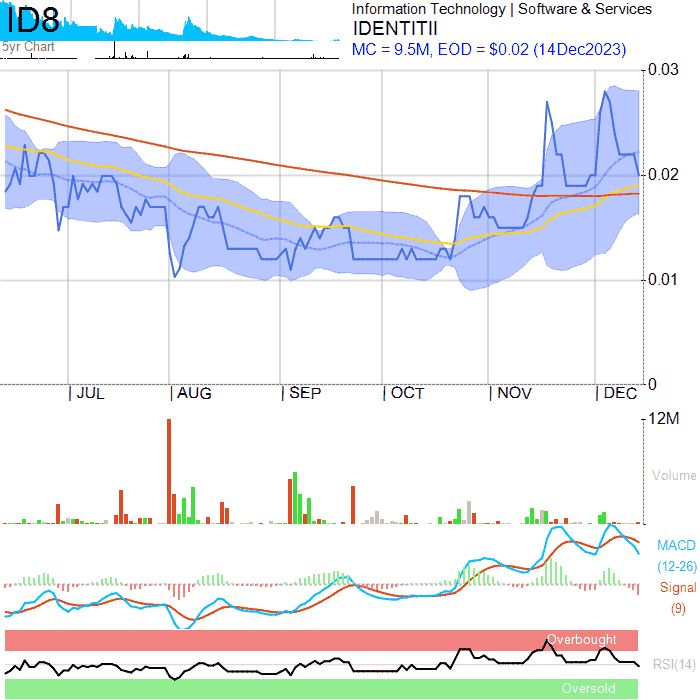 ID8
5yr Chart
Information Technology | Software & Services
IDENTITII
MC = 9.5M, EOD = $0.02 (14Dec2023)
0.03
0.02
0.01
0
JUL AUG SEP OCT NOV DEC
12M
Volume
MACD
(12-26)
Signal
(9)
Overbought
RSI(14)
Oversold